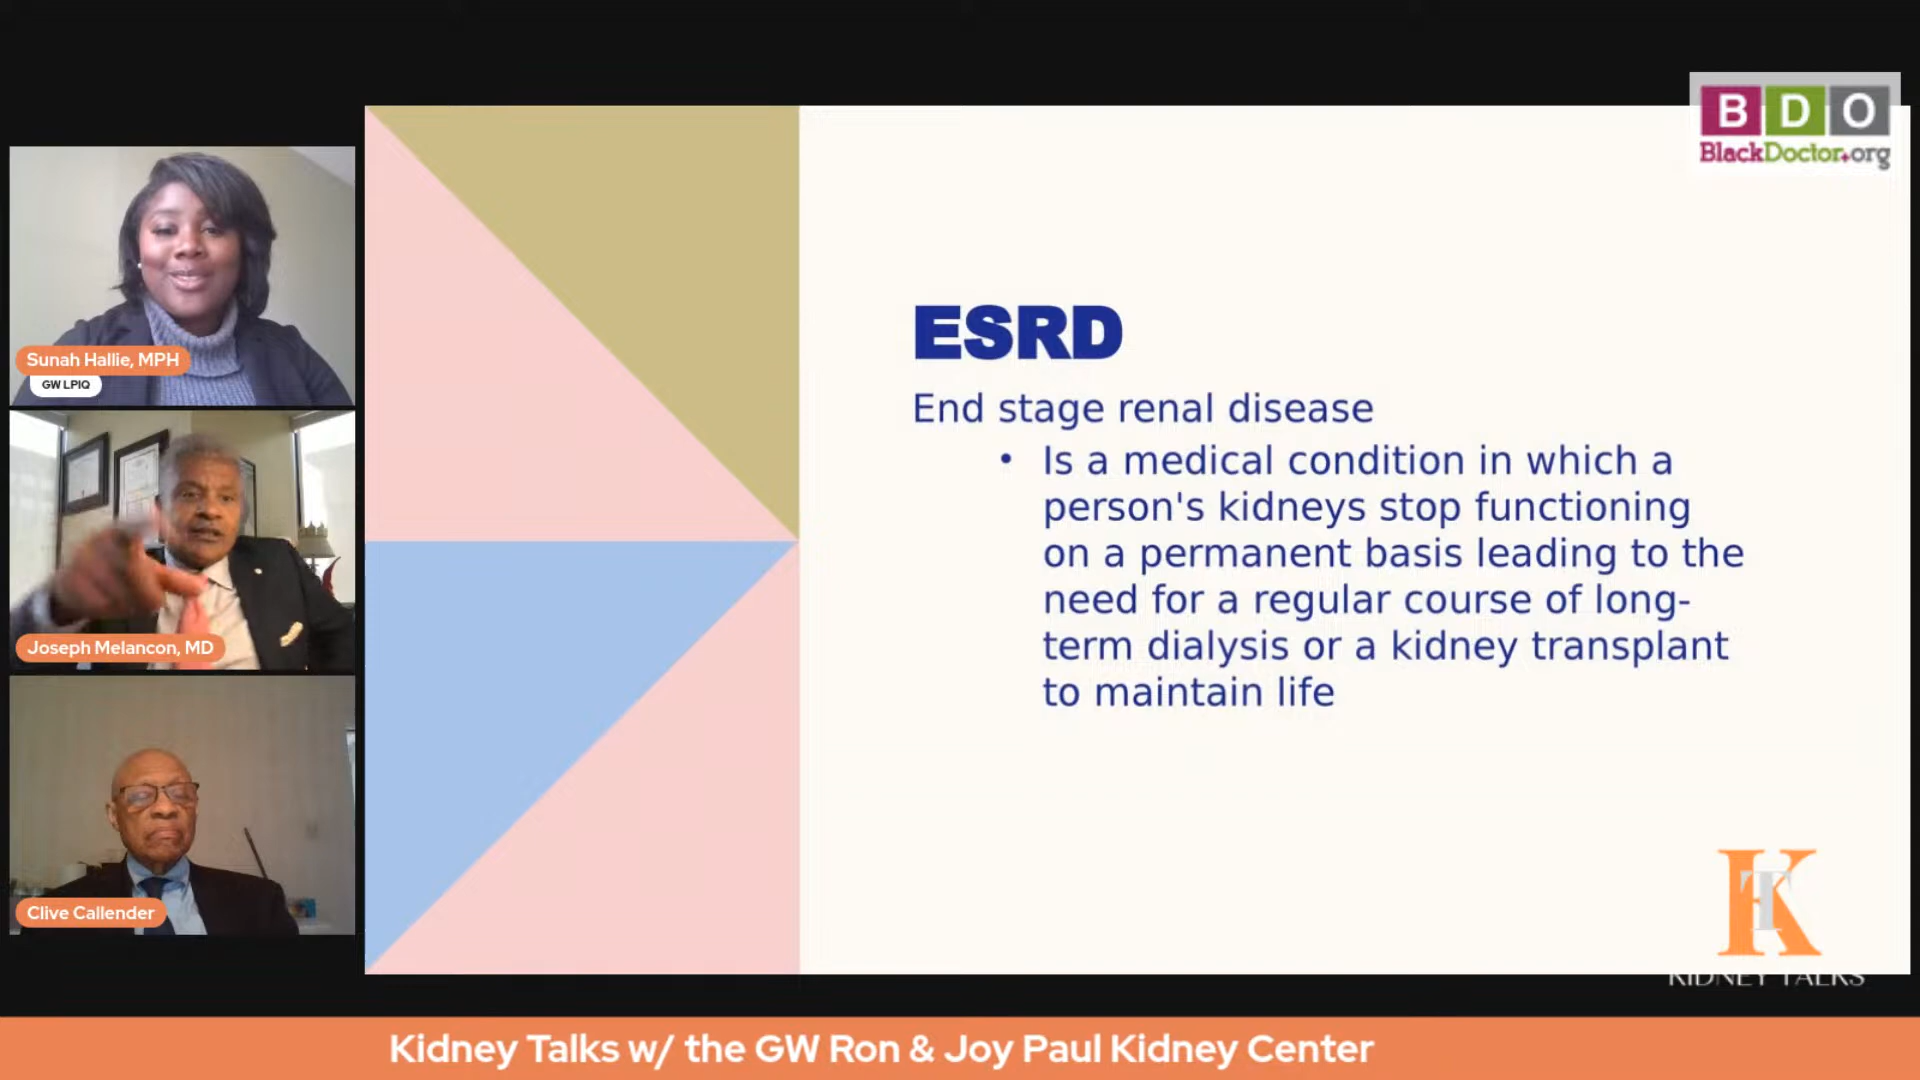 B D O
BlackDoctor.org
Sunah Hallie, MPH
GW LPIQ
Joseph Melancon, MD
Clive Callender
ESRD
End stage renal disease
• Is a medical condition in which a
person's kidneys stop functioning
on a permanent basis leading to the
need for a regular course of long-
term dialysis or a kidney transplant
to maintain life
KT
KIDNEY TALKS
Kidney Talks w/ the GW Ron & Joy Paul Kidney Center